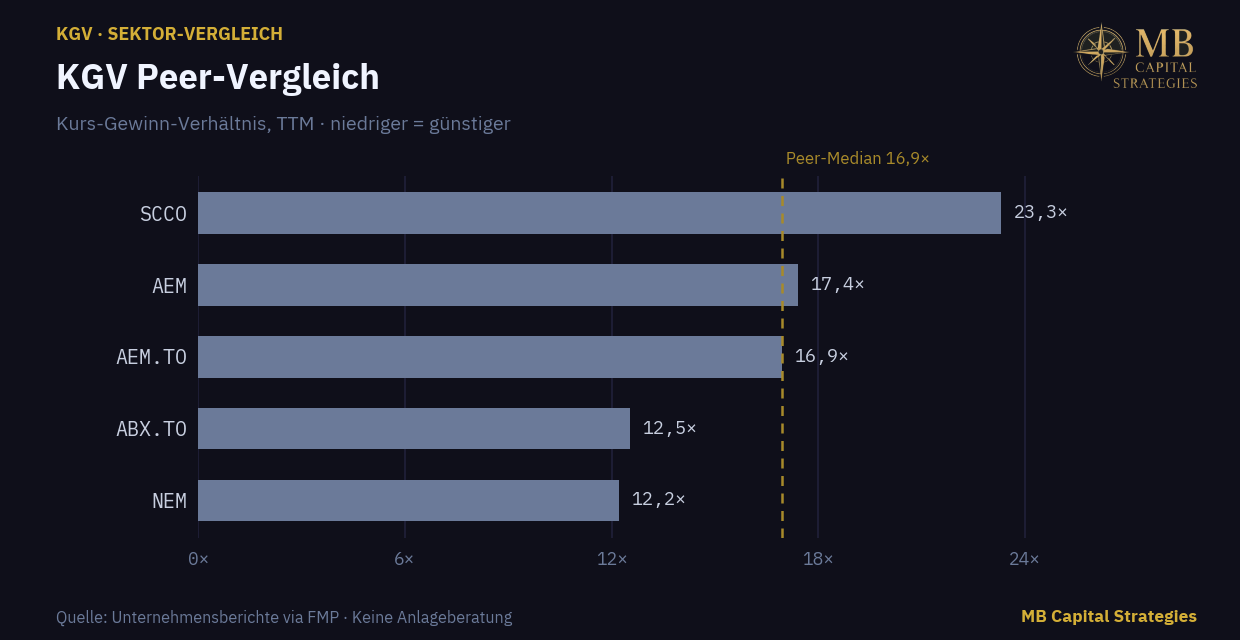 KGV · SEKTOR-VERGLEICH
KGV Peer-Vergleich
Kurs-Gewinn-Verhältnis, TTM · niedriger = günstiger
MB
CAPITAL
STRATEGIES
Peer-Median 16,9×
SCCO 23,3×
AEM 17,4×
AEM.TO 16,9×
ABX.TO 12,5×
NEM 12,2×
0× 6× 12× 18× 24×
Quelle: Unternehmensberichte via FMP · Keine Anlageberatung
MB Capital Strategies